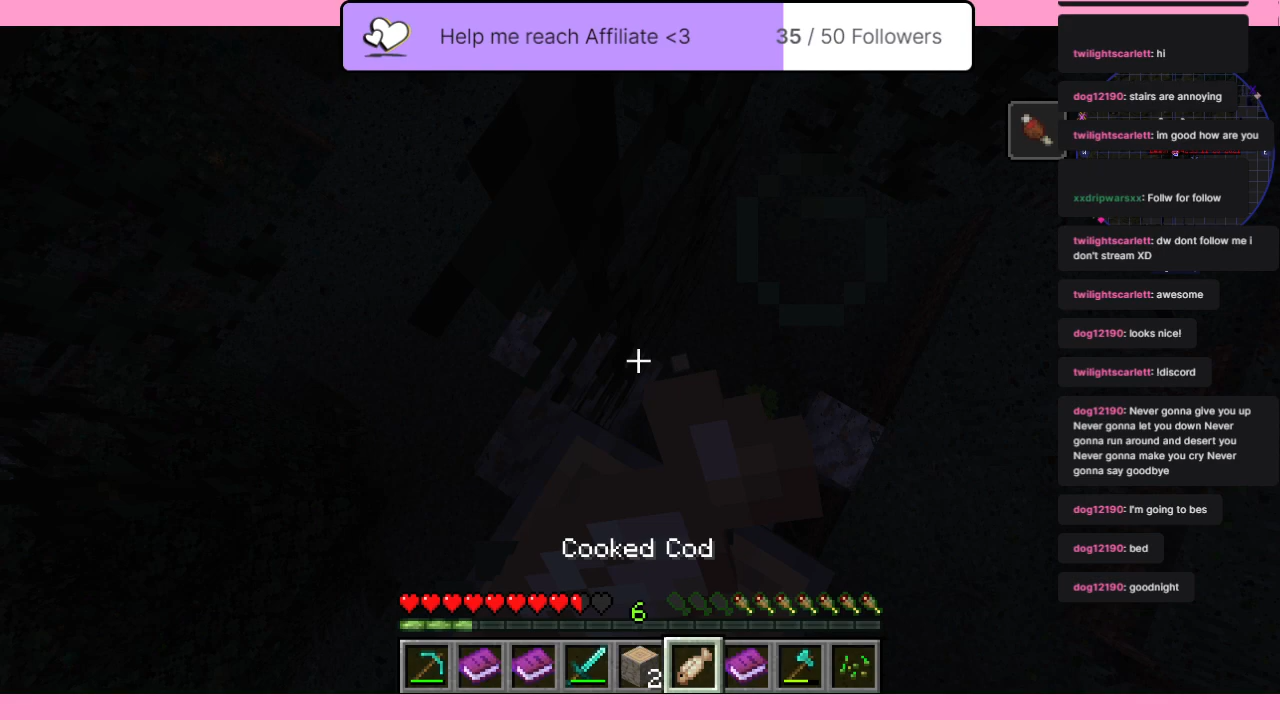 Help me reach Affiliate <3 35 / 50 Followers
twilightscarlett: hi
dog12190: stairs are annoying
twilightscarlett: im good how are you
xxdripwarsxx: Follw for follow
twilightscarlett: dw dont follow me i
don't stream XD
twilightscarlett: awesome
dog12190: looks nice!
twilightscarlett: !discord
dog12190: Never gonna give you up
Never gonna let you down Never
gonna run around and desert you
Never gonna make you cry Never
gonna say goodbye
dog12190: I'm going to bes
dog12190: bed
dog12190: goodnight
Cooked Cod
6
2